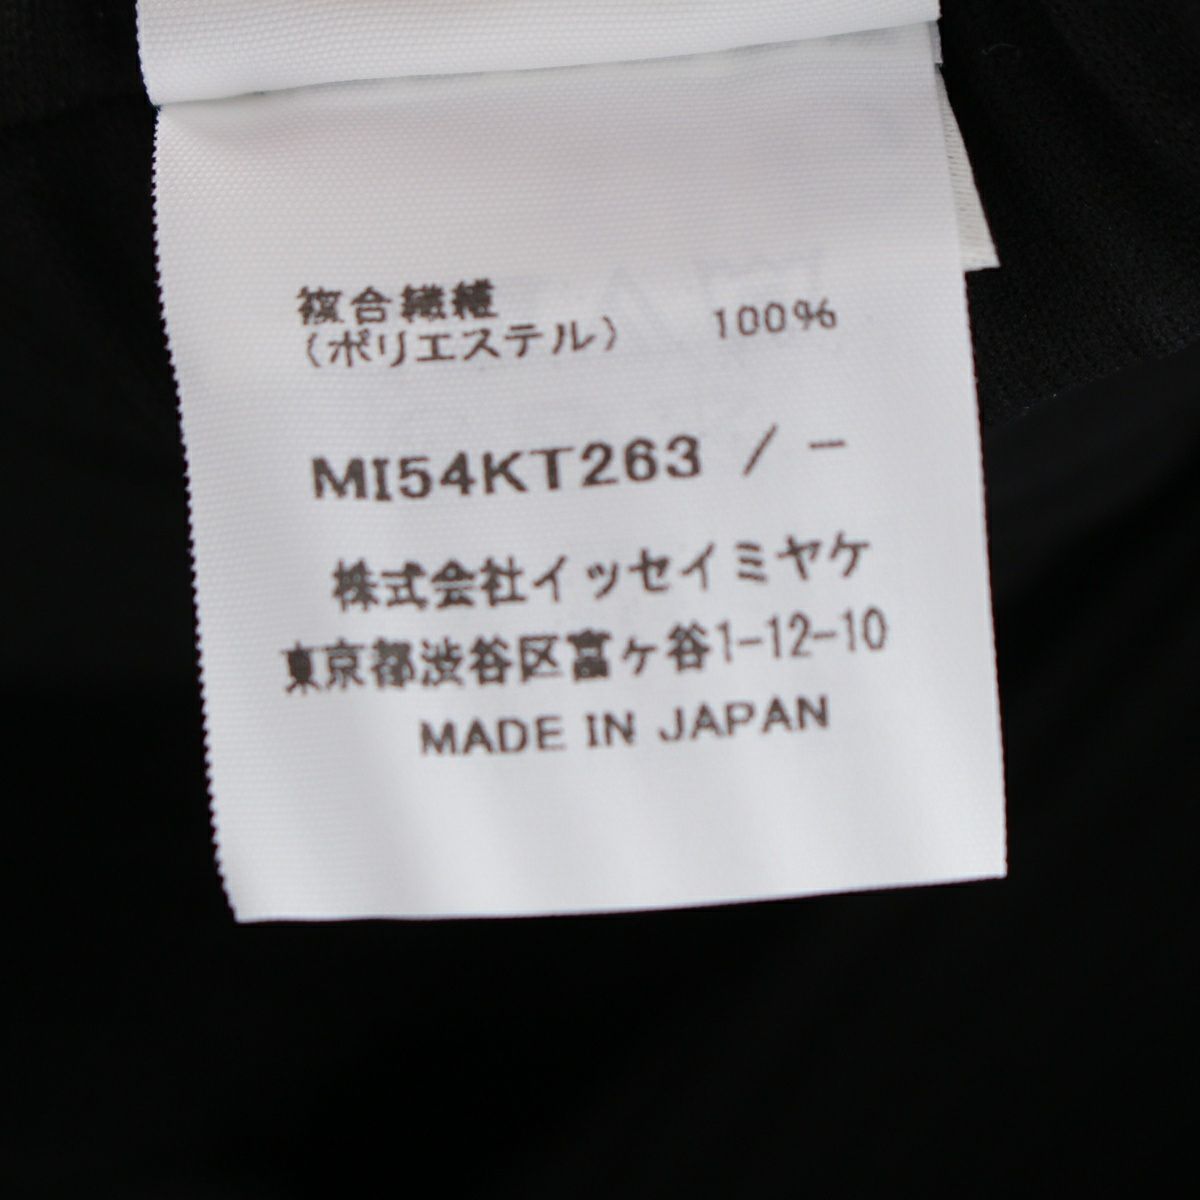 複合繊維
(ポリエステル) 100%
MI54KT263 / -
株式会社イッセイミヤケ
東京都渋谷区富ヶ谷1-12-10
MADE IN JAPAN